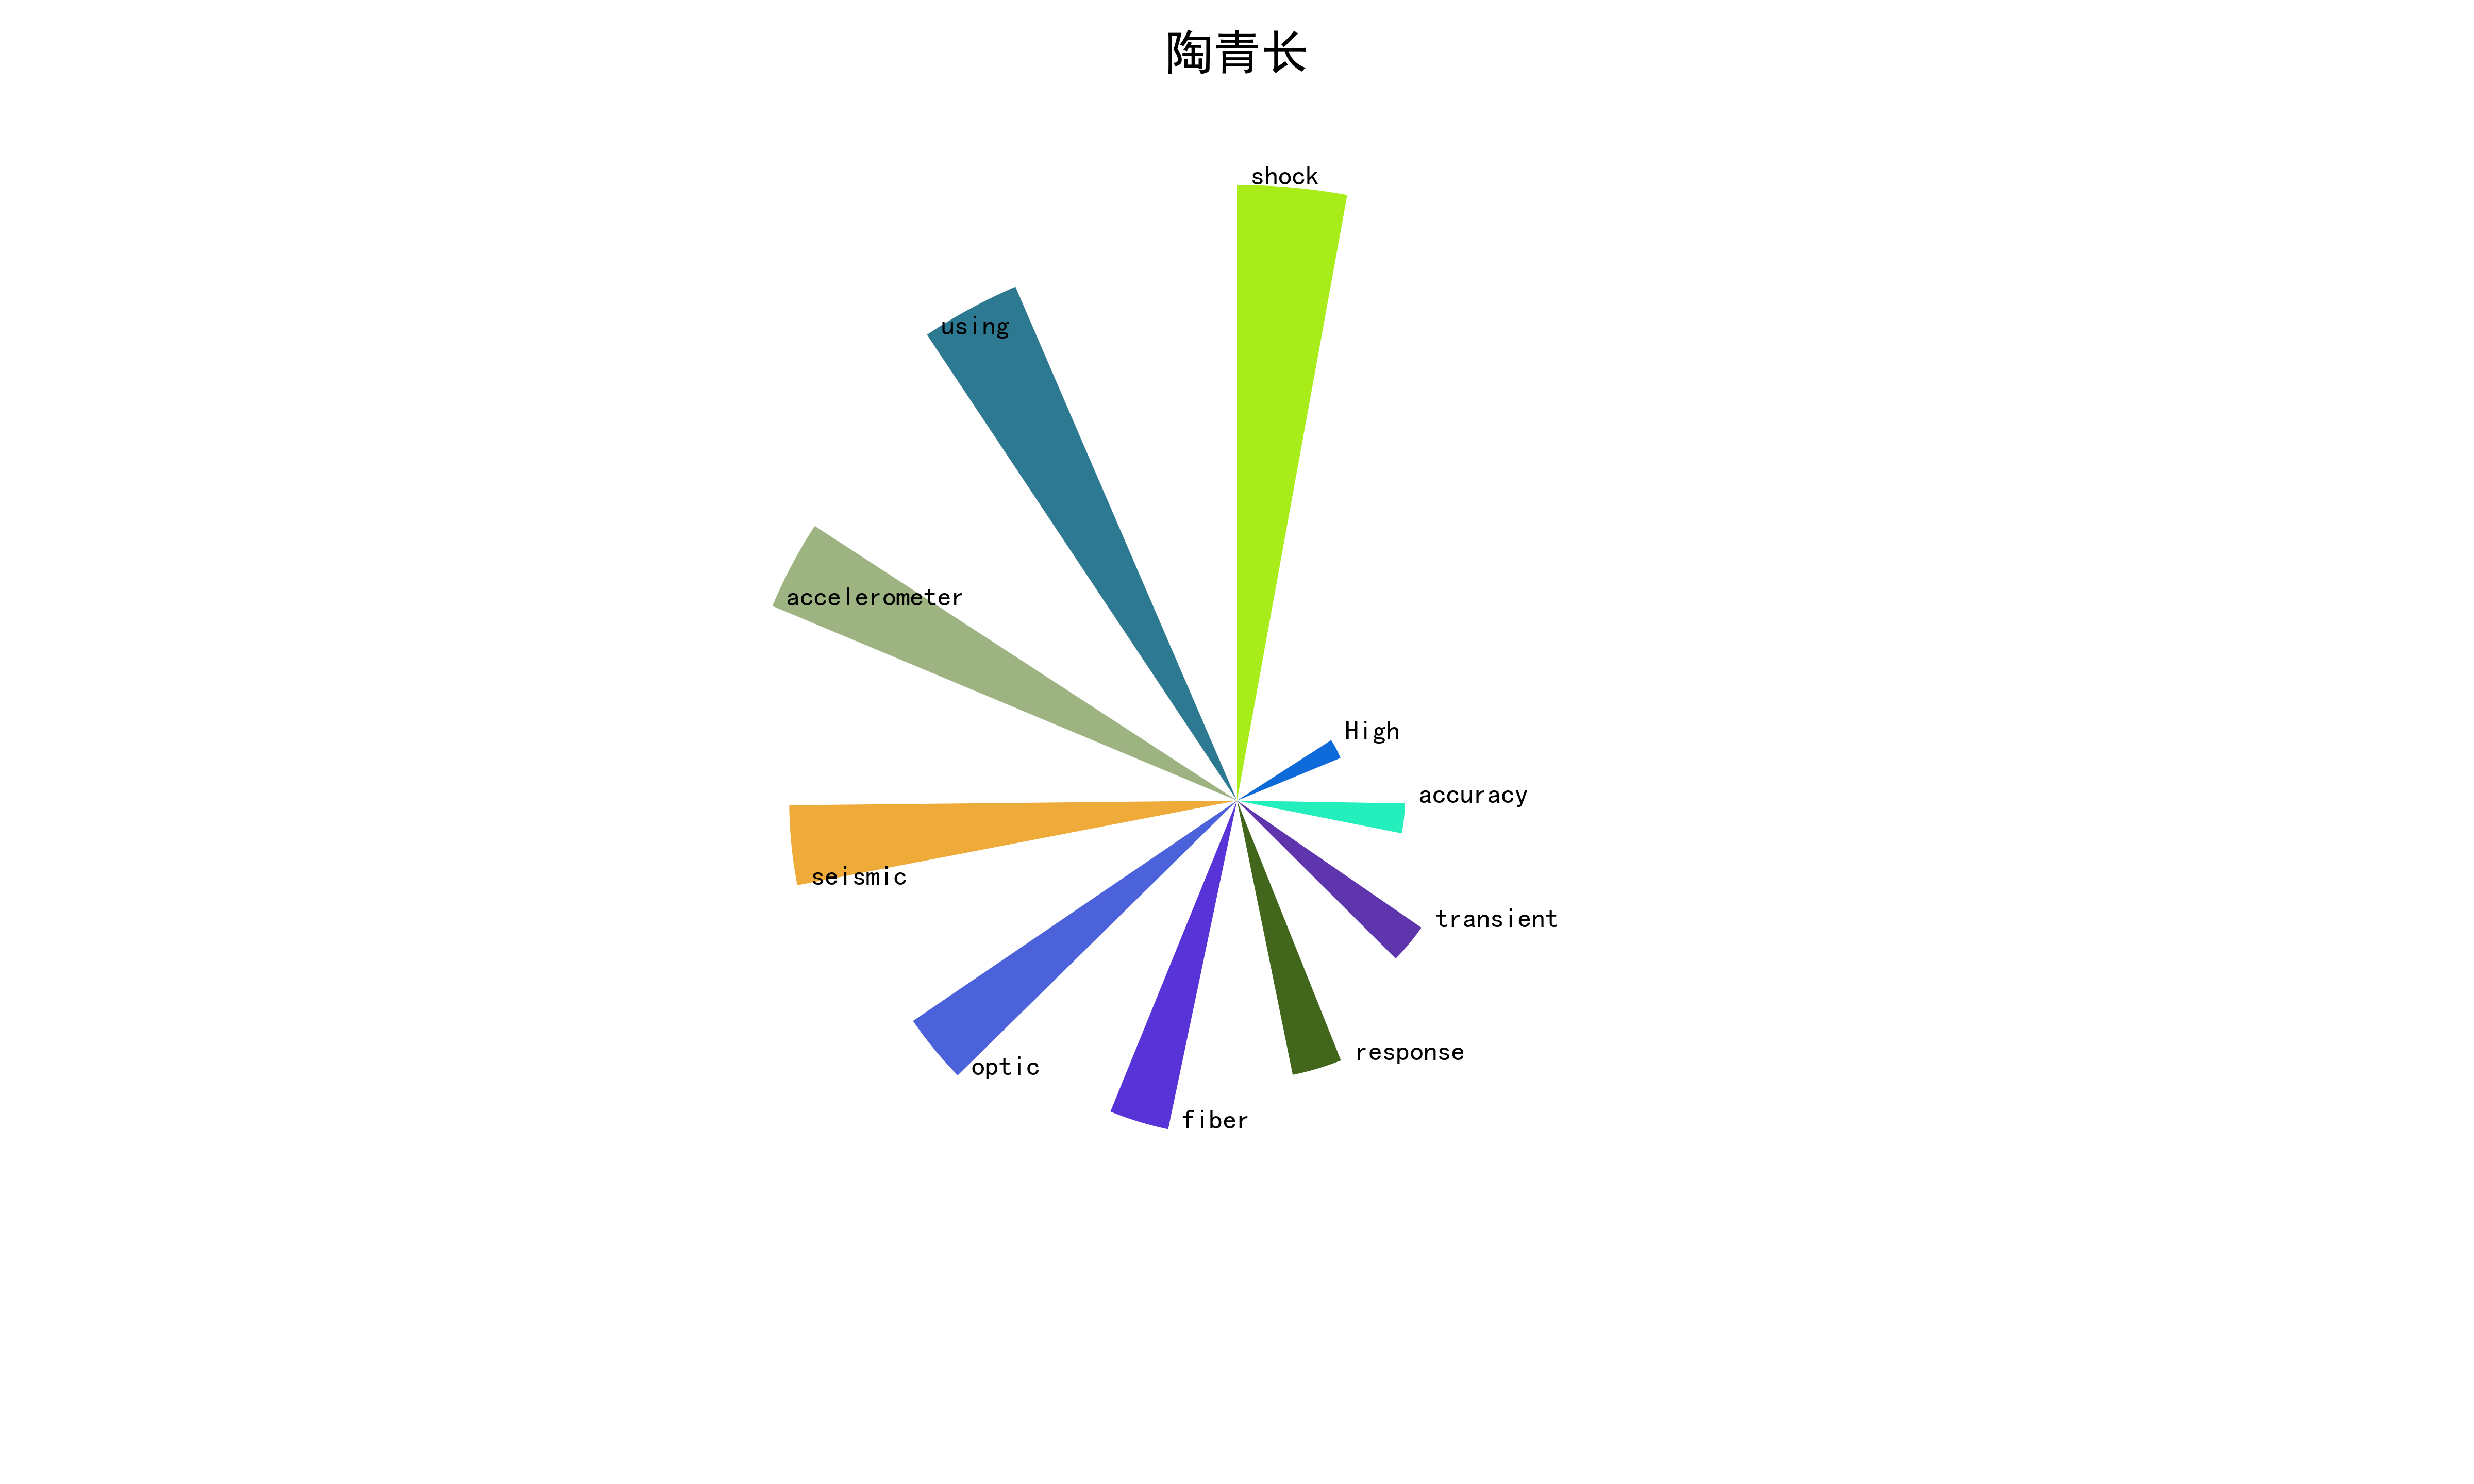 陶青长
shock
using
accelerometer
High
accuracy
seismic
transient
response
optic
fiber